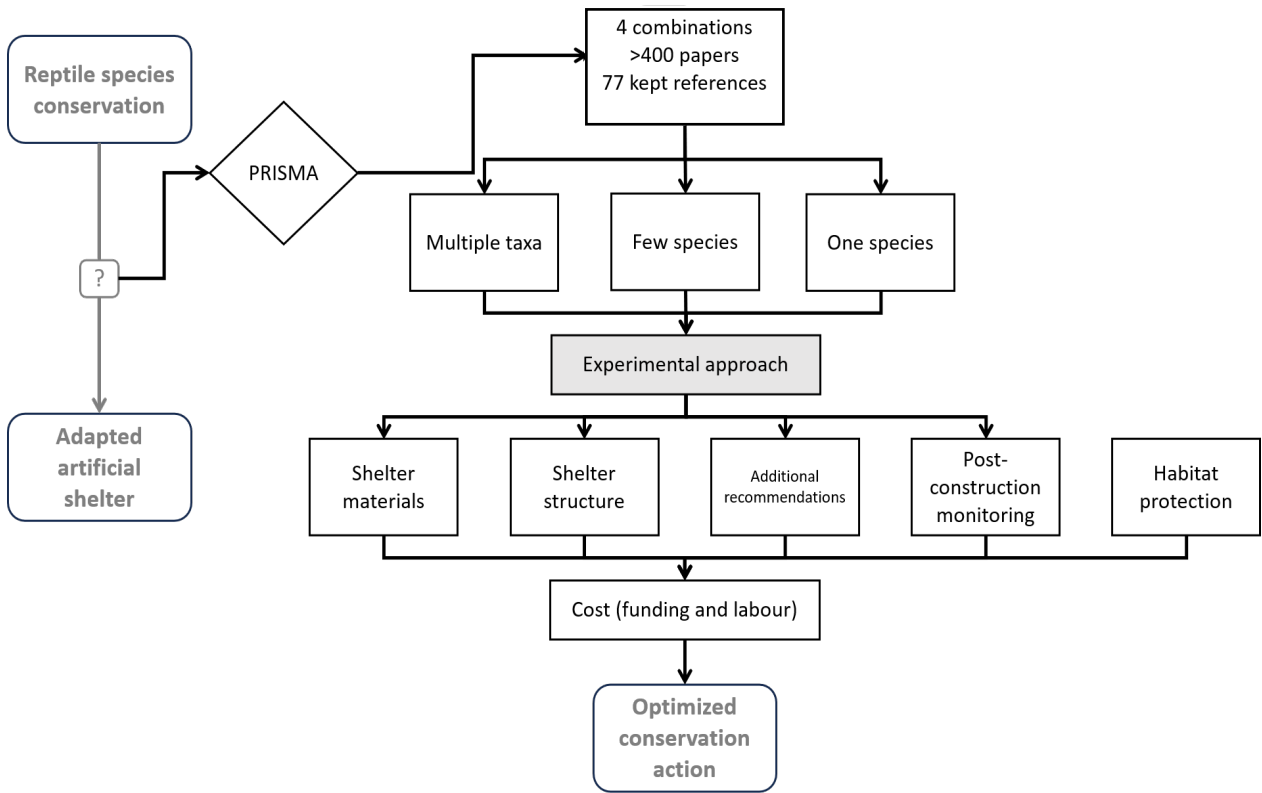 Reptile species
conservation
?
Adapted
artificial
shelter
PRISMA
4 combinations
>400 papers
77 kept references
Multiple taxa
Few species
One species
Experimental approach
Shelter
materials
Shelter
structure
Additional
recommendations
Post-
construction
monitoring
Habitat
protection
Cost (funding and labour)
Optimized
conservation
action